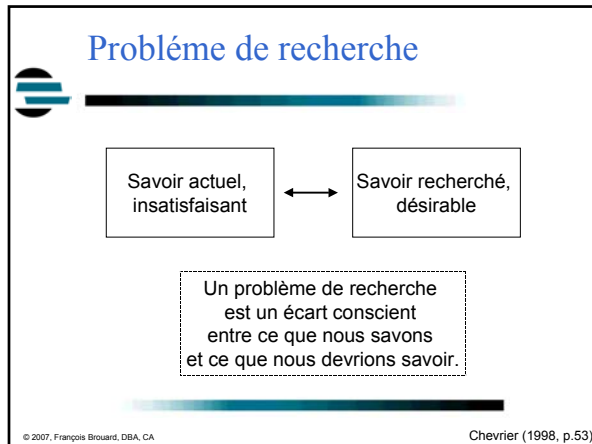 Probléme de recherche
Savoir actuel,
insatisfaisant
Savoir recherché,
désirable
Un problème de recherche
est un écart conscient
entre ce que nous savons
et ce que nous devrions savoir.
© 2007, François Brouard, DBA, CA
Chevrier (1998, p.53)